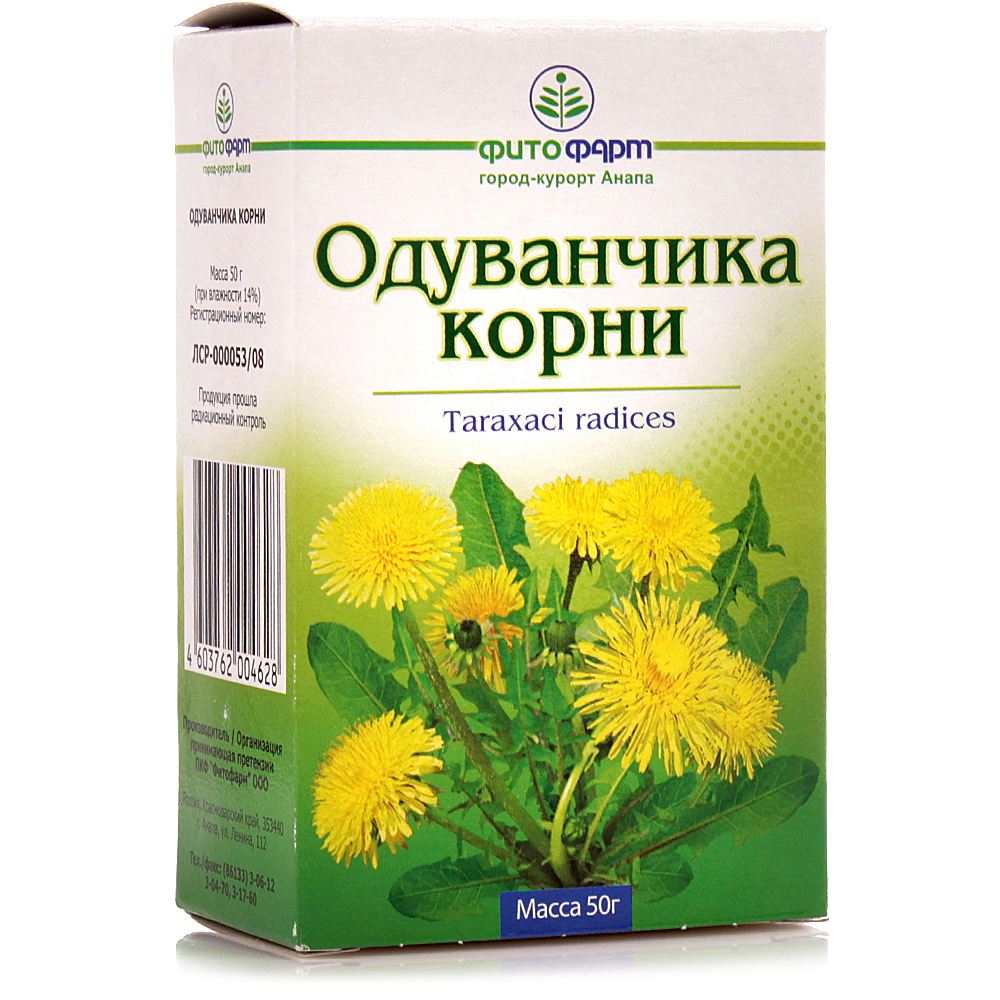 ФИТОФАРМ
город-курорт Анапа
Одуванчика
корни
Taraxaci radices
Масса 50г
ФИТОФАРМ
город-курорт Анапа
ОДУВАНЧИКА КОРНИ
Масса 50 г
(при влажности 14%)
Регистрационный номер:
ЛСР-000053/08
Продукция прошла
радиационный контроль
4 603762 004628
Производитель / Организация
принимающая претензии
ПКФ "Фитофарм" ООО
Россия, Краснодарский край, 353440
г. Анапа, ул. Ленина, 112
Тел./факс: (86133) 3-06-12
3-04-70, 3-17-60